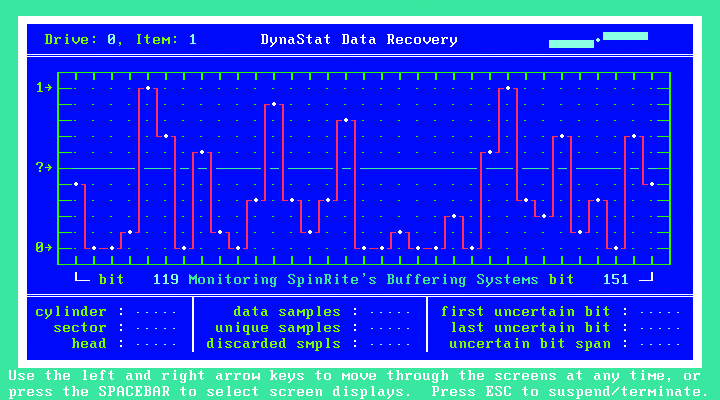 Drive: 0, Item: 1 DynaStat Data Recovery
1→
?→
0→
bit 119 Monitoring SpinRite's Buffering Systems bit 151
cylinder : ----- data samples : ----- first uncertain bit : -----
sector : ----- unique samples : ----- last uncertain bit : -----
head : ----- discarded smpls : ----- uncertain bit span : -----
Use the left and right arrow keys to move through the screens at any time, or
press the SPACEBAR to select screen displays. Press ESC to suspend/terminate.